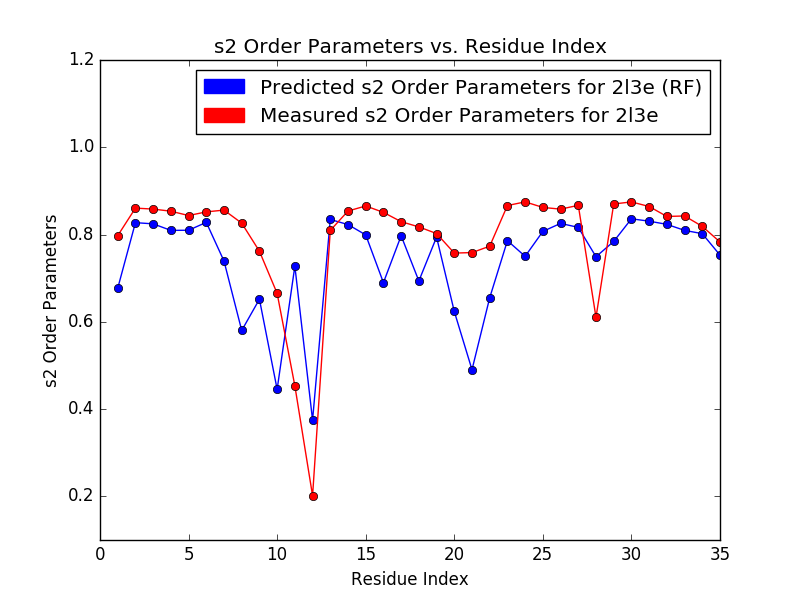 s2 Order Parameters vs. Residue Index
Predicted s2 Order Parameters for 2l3e (RF)
Measured s2 Order Parameters for 2l3e
s2 Order Parameters
1.2
1.0
0.8
0.6
0.4
0.2
0 5 10 15 20 25 30 35
Residue Index